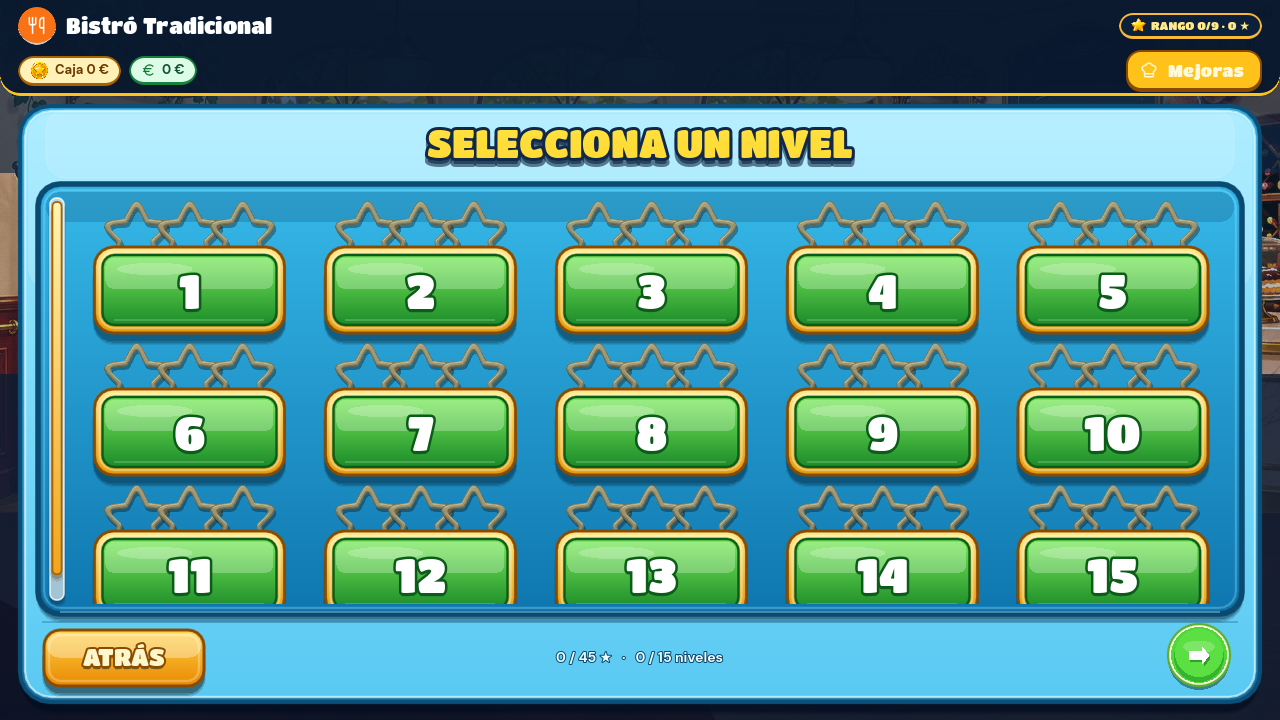 Bistró Tradicional
RANGO 0/9 · 0 ★
Caja 0 €
€ 0 €
Mejoras
SELECCIONA UN NIVEL
1 2 3 4 5
6 7 8 9 10
11 12 13 14 15
ATRÁS
0 / 45 ★ · 0 / 15 niveles